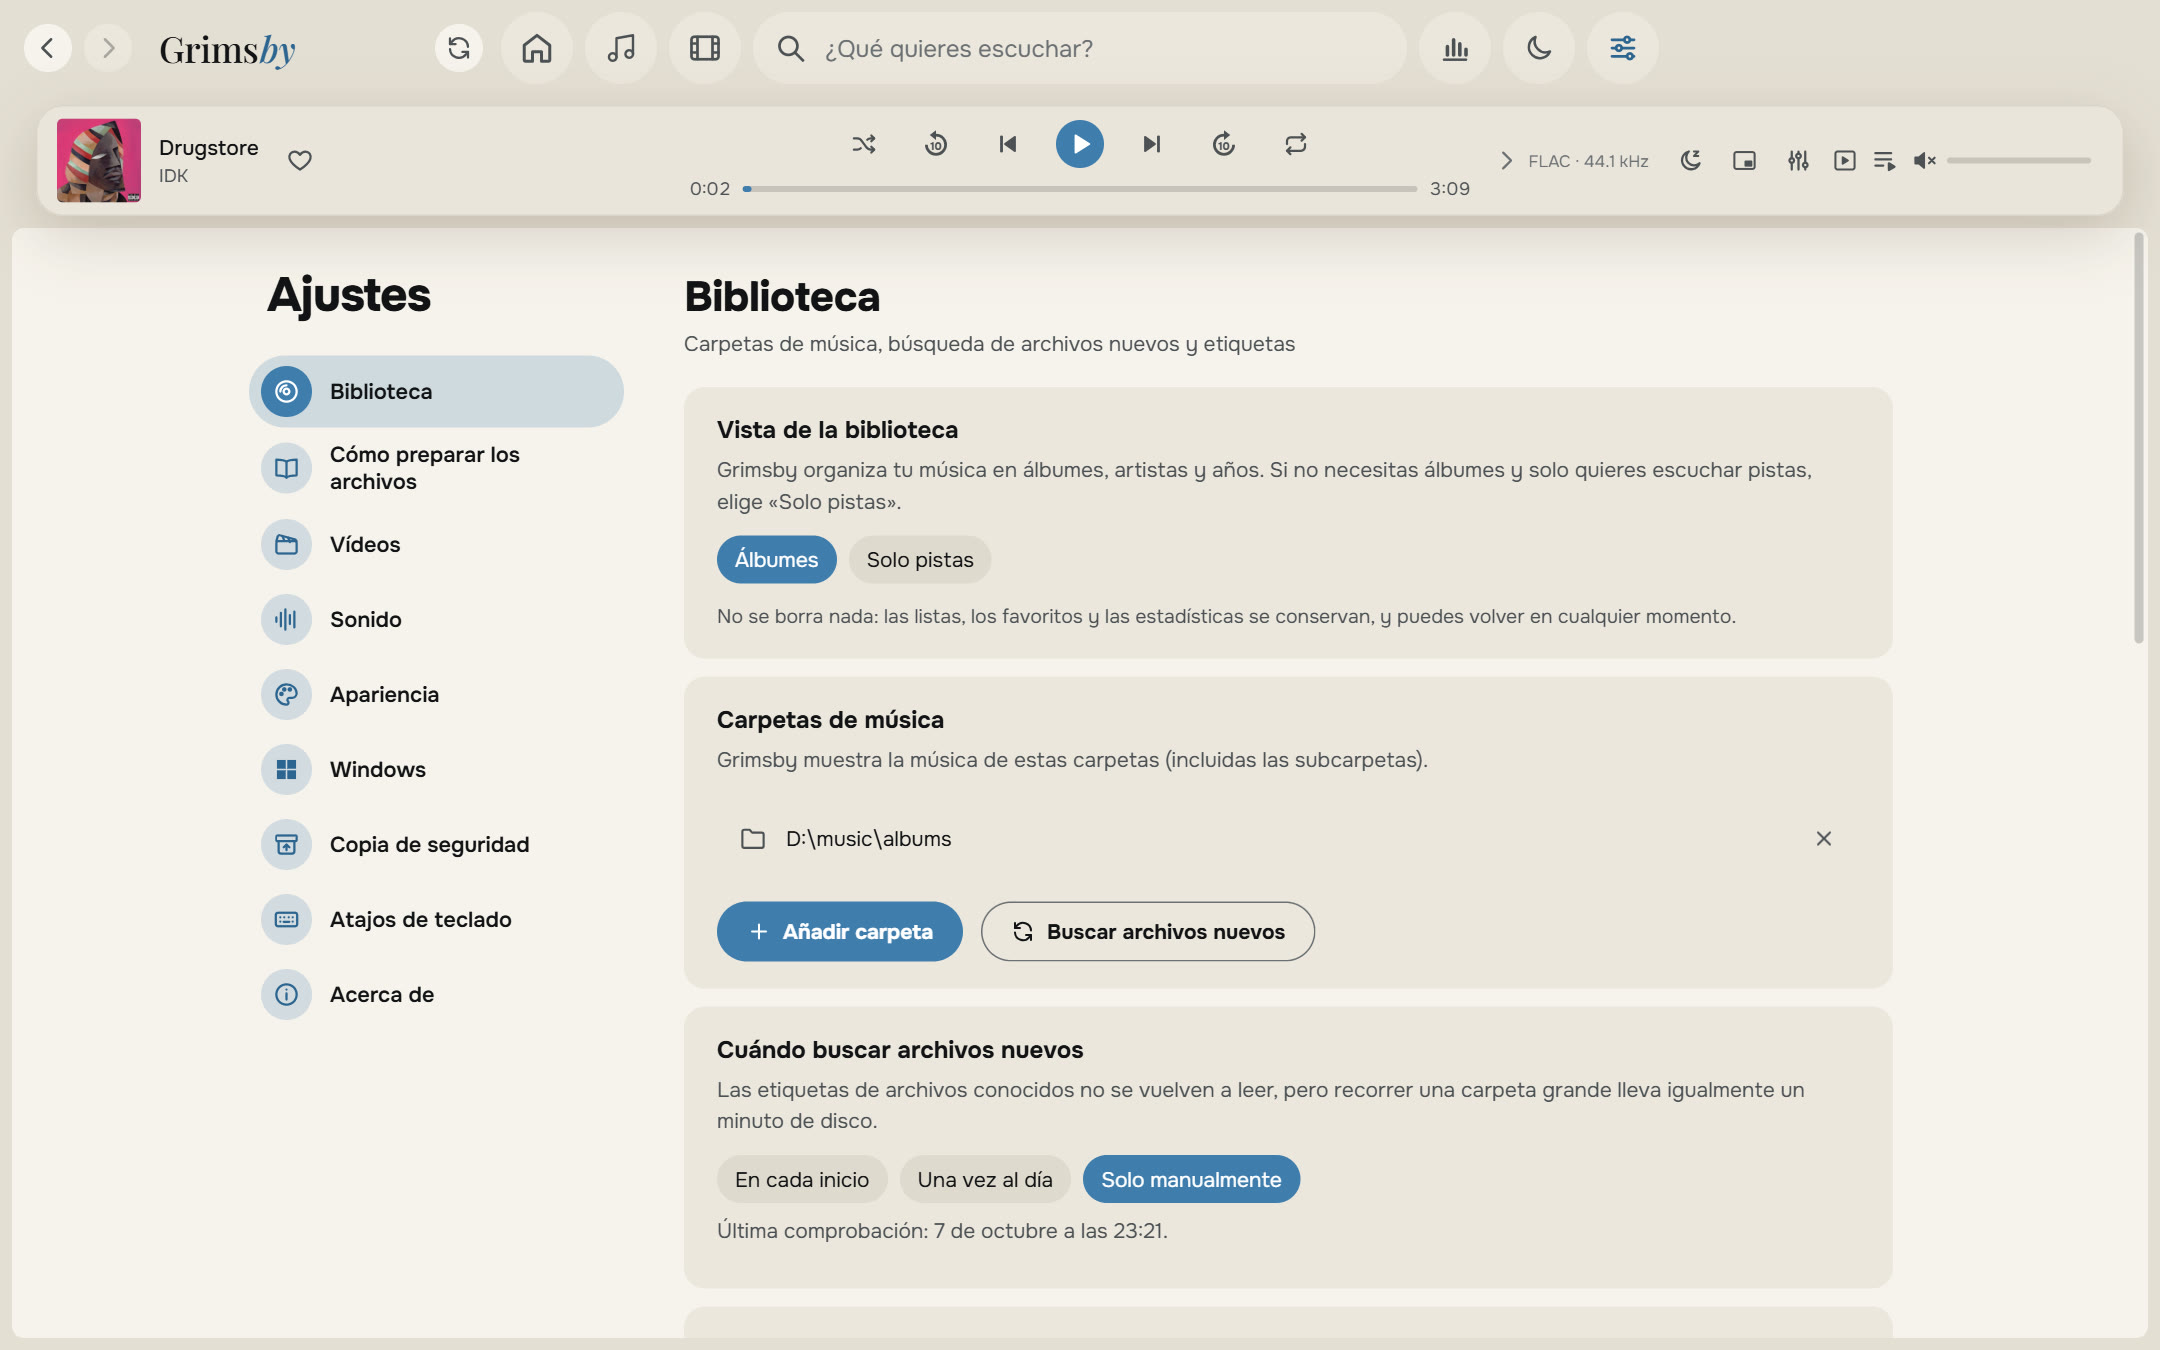 Grimsby
¿Qué quieres escuchar?
Drugstore
IDK
10
10
0:02
3:09
FLAC · 44.1 kHz
Ajustes
Biblioteca
Cómo preparar los
archivos
Vídeos
Sonido
Apariencia
Windows
Copia de seguridad
Atajos de teclado
Acerca de
Biblioteca
Carpetas de música, búsqueda de archivos nuevos y etiquetas
Vista de la biblioteca
Grimsby organiza tu música en álbumes, artistas y años. Si no necesitas álbumes y solo quieres escuchar pistas,
elige «Solo pistas».
Álbumes
Solo pistas
No se borra nada: las listas, los favoritos y las estadísticas se conservan, y puedes volver en cualquier momento.
Carpetas de música
Grimsby muestra la música de estas carpetas (incluidas las subcarpetas).
D:\music\albums
Añadir carpeta
Buscar archivos nuevos
Cuándo buscar archivos nuevos
Las etiquetas de archivos conocidos no se vuelven a leer, pero recorrer una carpeta grande lleva igualmente un
minuto de disco.
En cada inicio
Una vez al día
Solo manualmente
Última comprobación: 7 de octubre a las 23:21.